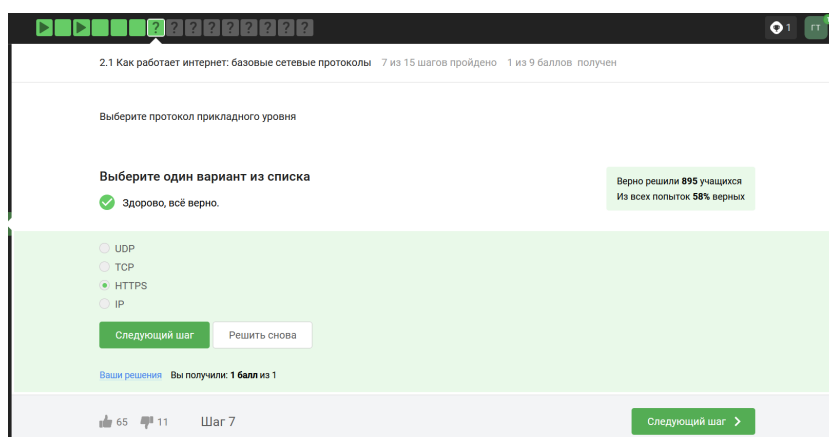 ? ? ? ? ? ? ? ? ? 1 ГТ
2.1 Как работает интернет: базовые сетевые протоколы 7 из 15 шагов пройдено 1 из 9 баллов получен
Выберите протокол прикладного уровня
Выберите один вариант из списка
Здорово, всё верно.
Верно решили 895 учащихся
Из всех попыток 58% верных
UDP
TCP
HTTPS
IP
Следующий шаг Решить снова
Ваши решения Вы получили: 1 балл из 1
65 11 Шаг 7 Следующий шаг